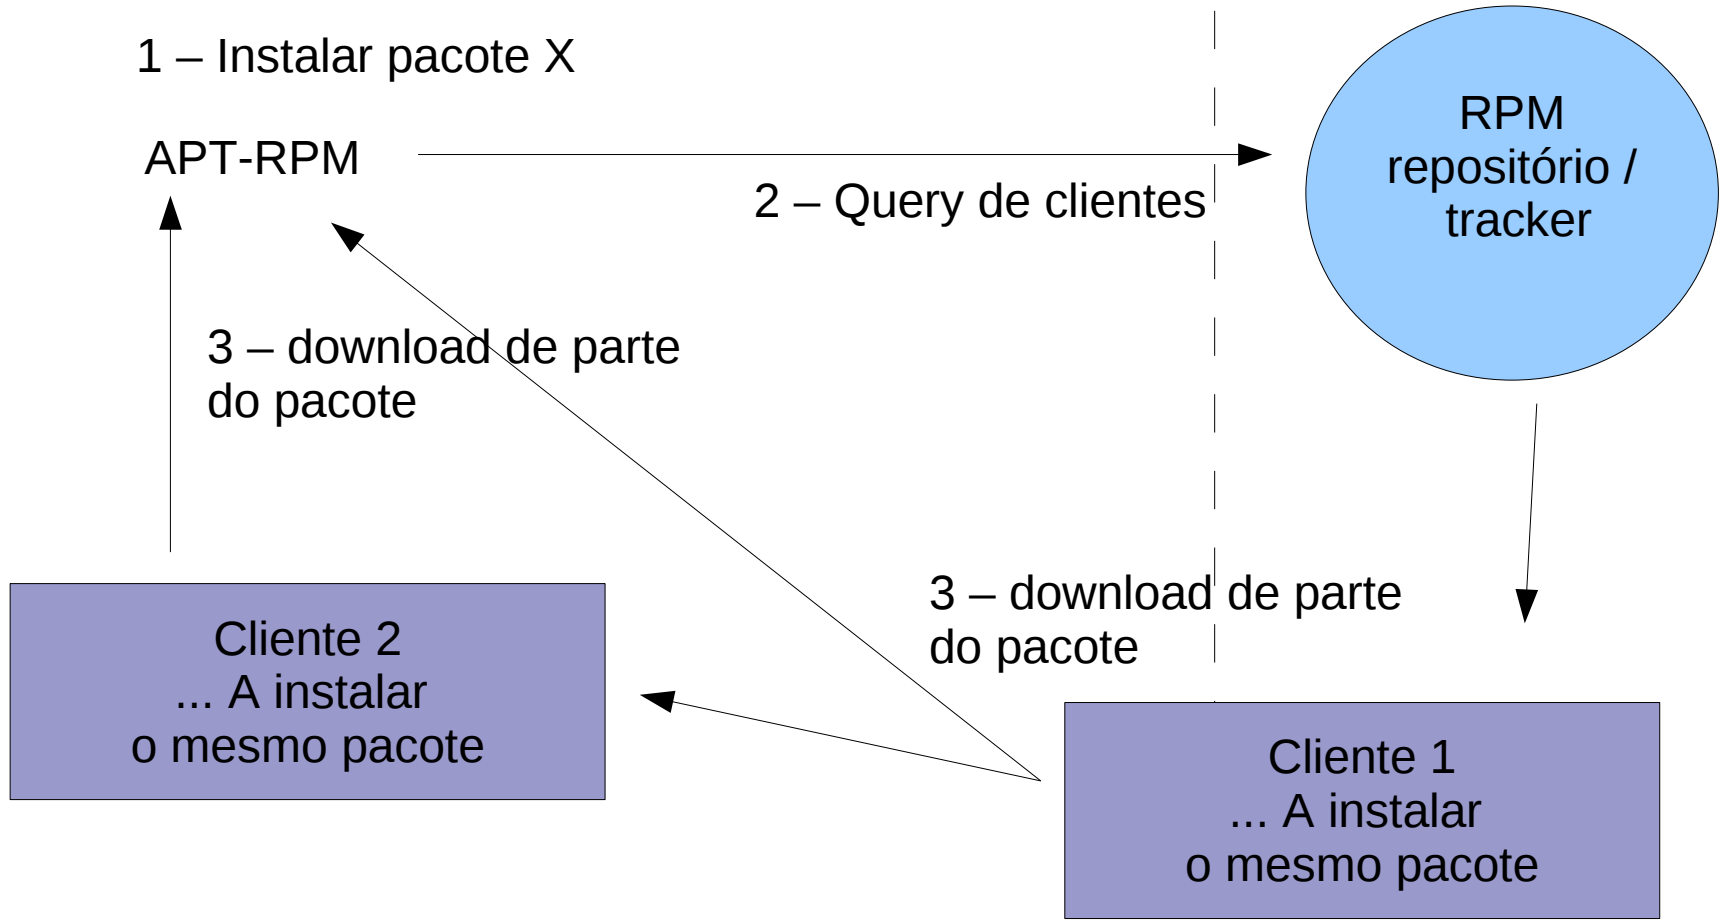 1 – Instalar pacote X
APT-RPM
RPM
repositório /
tracker
2 – Query de clientes
3 – download de parte
do pacote
3 – download de parte
do pacote
Cliente 2
... A instalar
o mesmo pacote
Cliente 1
... A instalar
o mesmo pacote